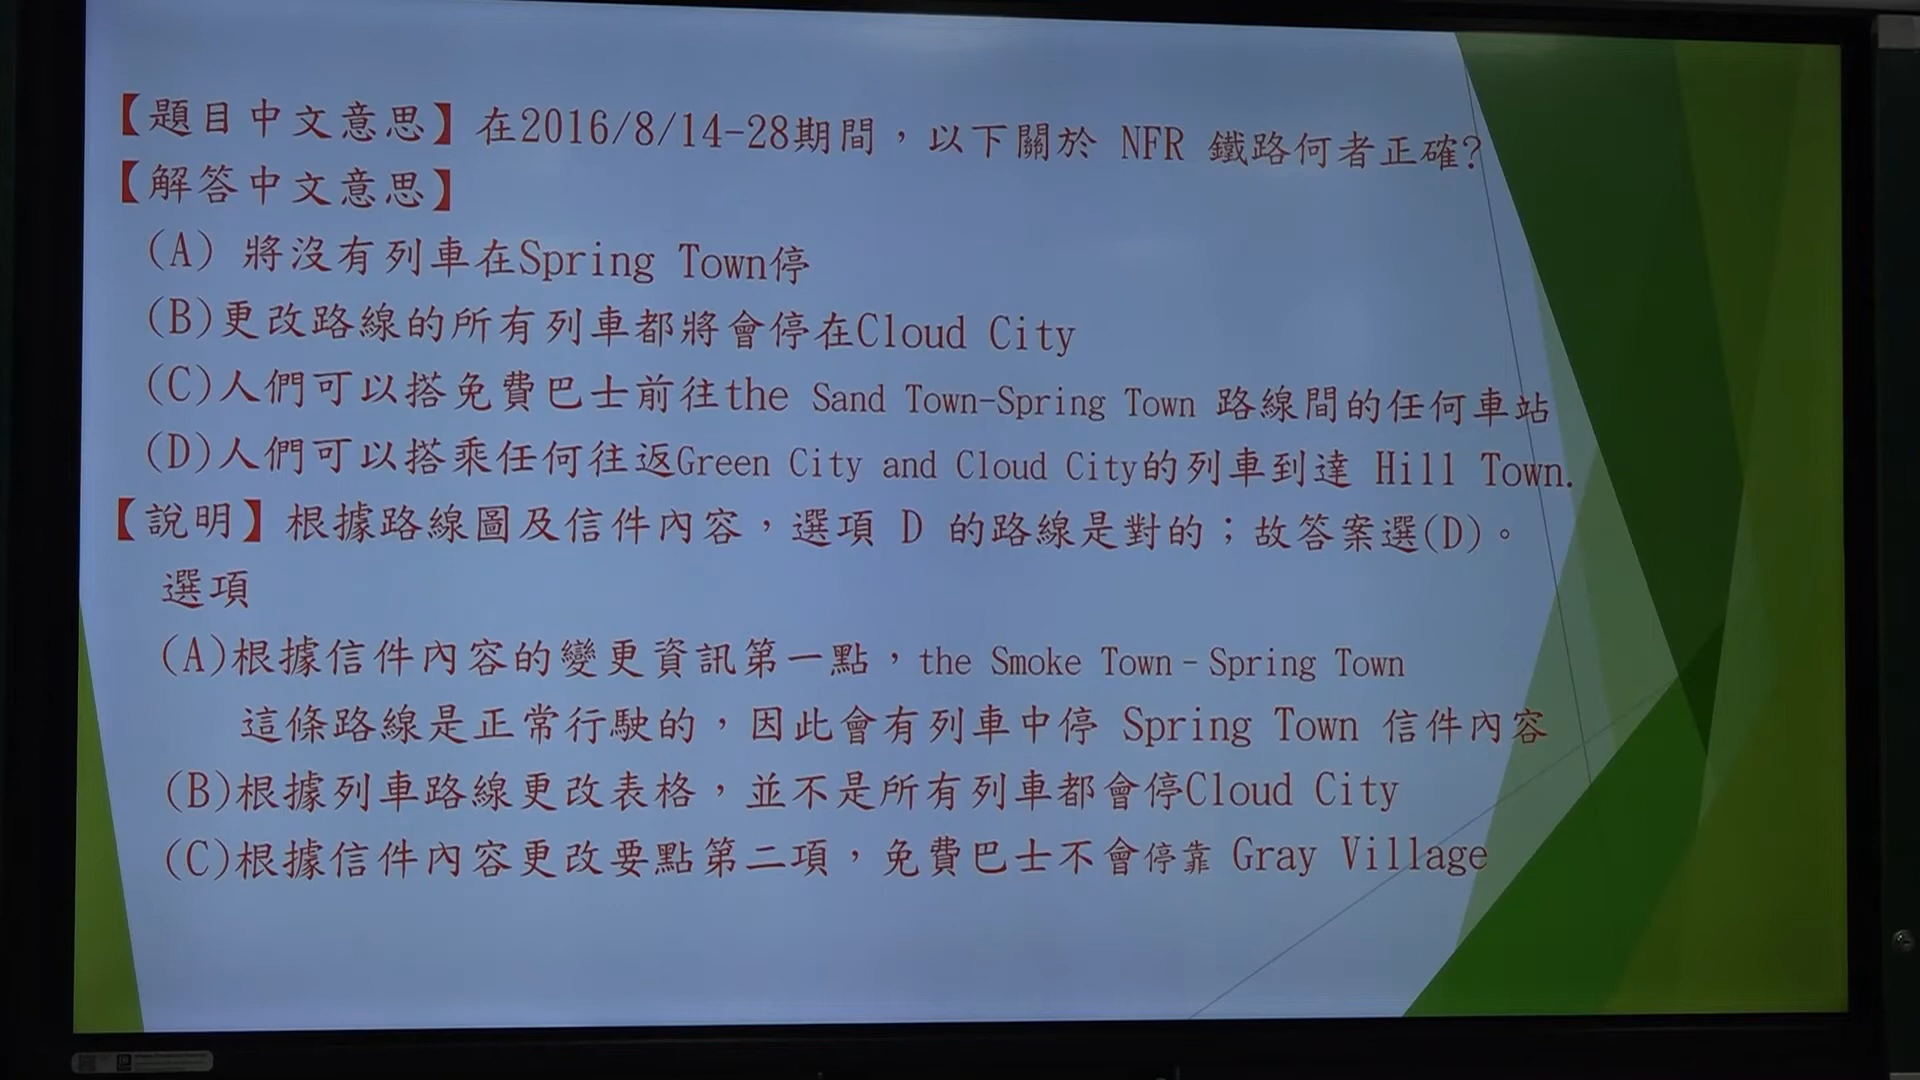 【題目中文意思】在2016/8/14-28期間，以下關於 NFR 鐵路何者正確?
【解答中文意思】
(A) 將沒有列車在Spring Town停
(B)更改路線的所有列車都將會停在Cloud City
(C)人們可以搭免費巴士前往the Sand Town-Spring Town 路線間的任何車站
(D)人們可以搭乘任何往返Green City and Cloud City的列車到達 Hill Town.
【說明】根據路線圖及信件內容，選項 D 的路線是對的；故答案選(D)。
選項
(A)根據信件內容的變更資訊第一點，the Smoke Town–Spring Town
這條路線是正常行駛的，因此會有列車中停 Spring Town 信件內容
(B)根據列車路線更改表格，並不是所有列車都會停Cloud City
(C)根據信件內容更改要點第二項，免費巴士不會停靠 Gray Village